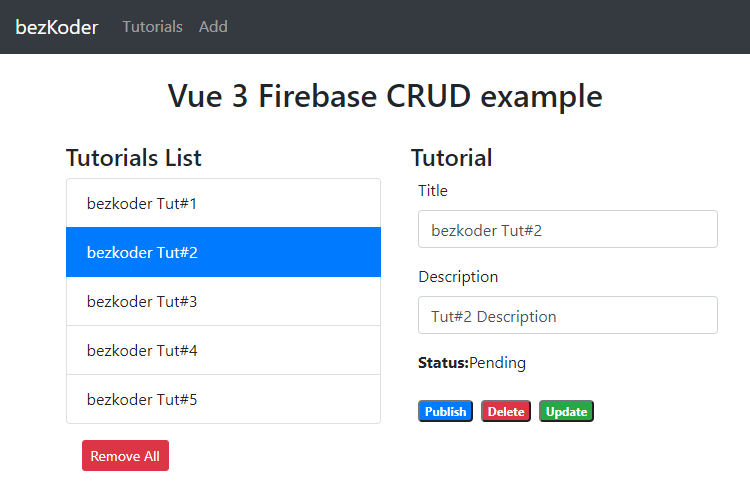 bezKoder Tutorials Add
Vue 3 Firebase CRUD example
Tutorials List
bezkoder Tut#1
bezkoder Tut#2
bezkoder Tut#3
bezkoder Tut#4
bezkoder Tut#5
Remove All
Tutorial
Title
bezkoder Tut#2
Description
Tut#2 Description
Status:Pending
Publish Delete Update